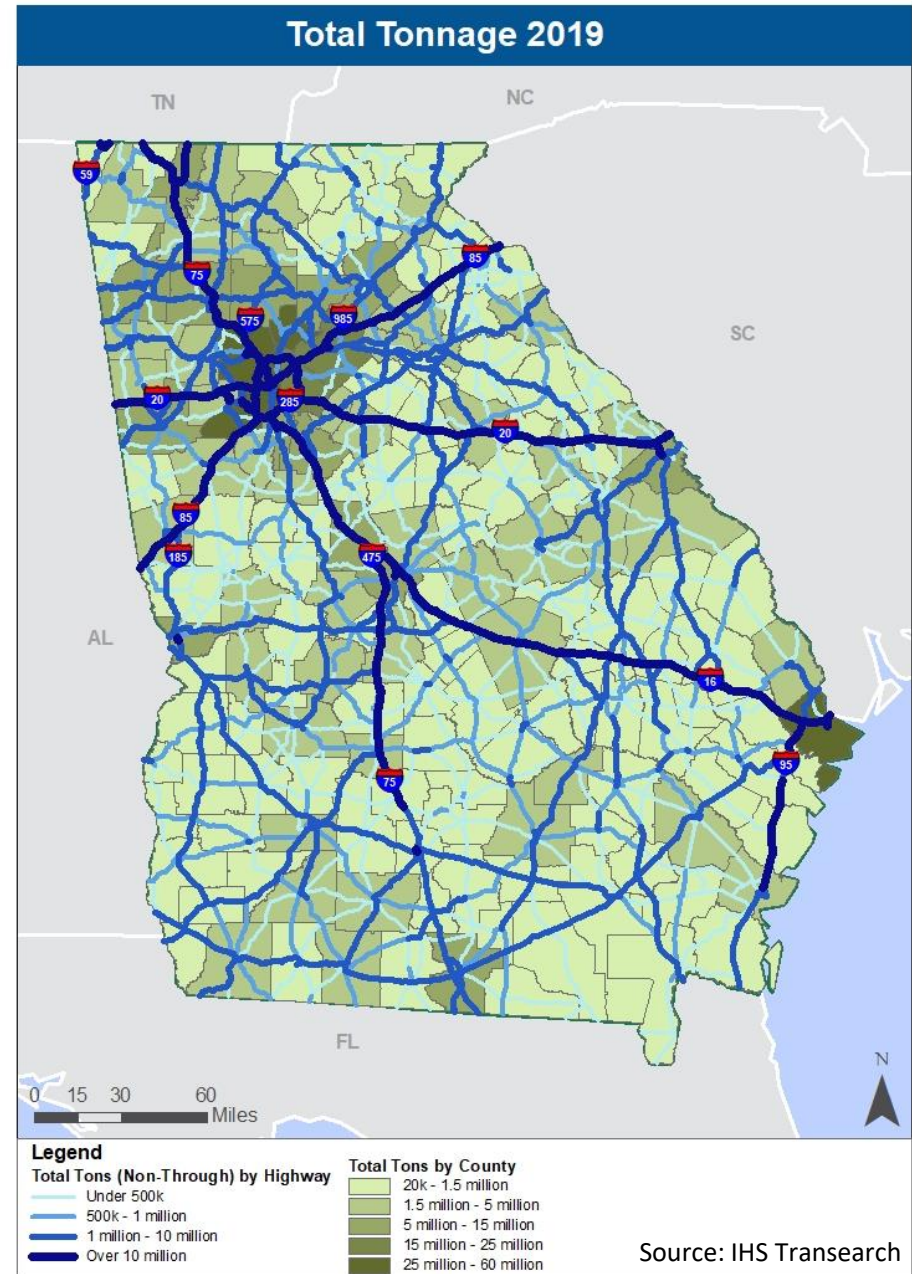 Total Tonnage 2019
TN
NC
59
85
75
575
985
SC
20
285
20
85
185
475
AL
16
95
75
FL
N
0 15 30 60
Miles
Legend
Total Tons (Non-Through) by Highway
Under 500k
500k - 1 million
1 million - 10 million
Over 10 million
Total Tons by County
20k - 1.5 million
1.5 million - 5 million
5 million - 15 million
15 million - 25 million
25 million - 60 million
Source: IHS Transearch